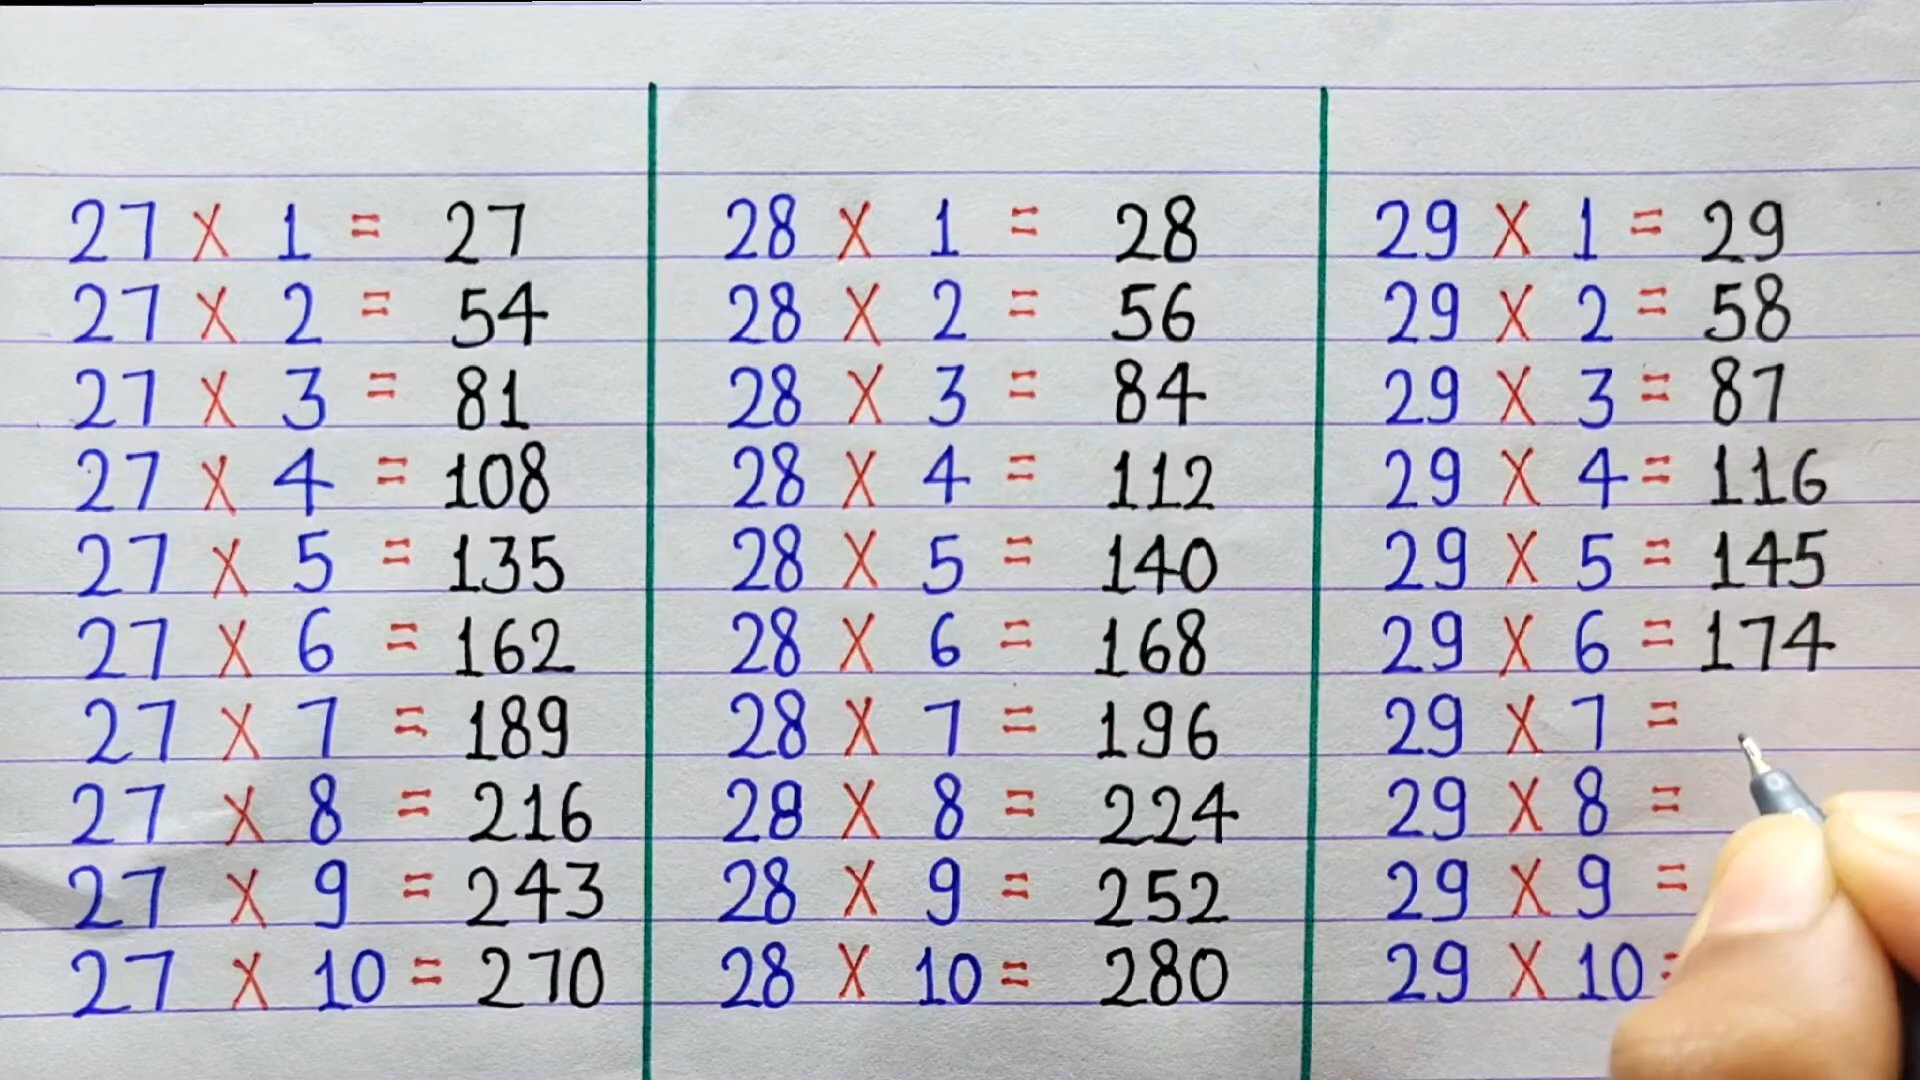 27 X 1 = 27
27 X 2 = 54
27 X 3 = 81
27 X 4 = 108
27 X 5 = 135
27 X 6 = 162
27 X 7 = 189
27 X 8 = 216
27 X 9 = 243
27 X 10 = 270
28 X 1 = 28
28 X 2 = 56
28 X 3 = 84
28 X 4 = 112
28 X 5 = 140
28 X 6 = 168
28 X 7 = 196
28 X 8 = 224
28 X 9 = 252
28 X 10 = 280
29 X 1 = 29
29 X 2 = 58
29 X 3 = 87
29 X 4 = 116
29 X 5 = 145
29 X 6 = 174
29 X 7 =
29 X 8 =
29 X 9 =
29 X 10 =